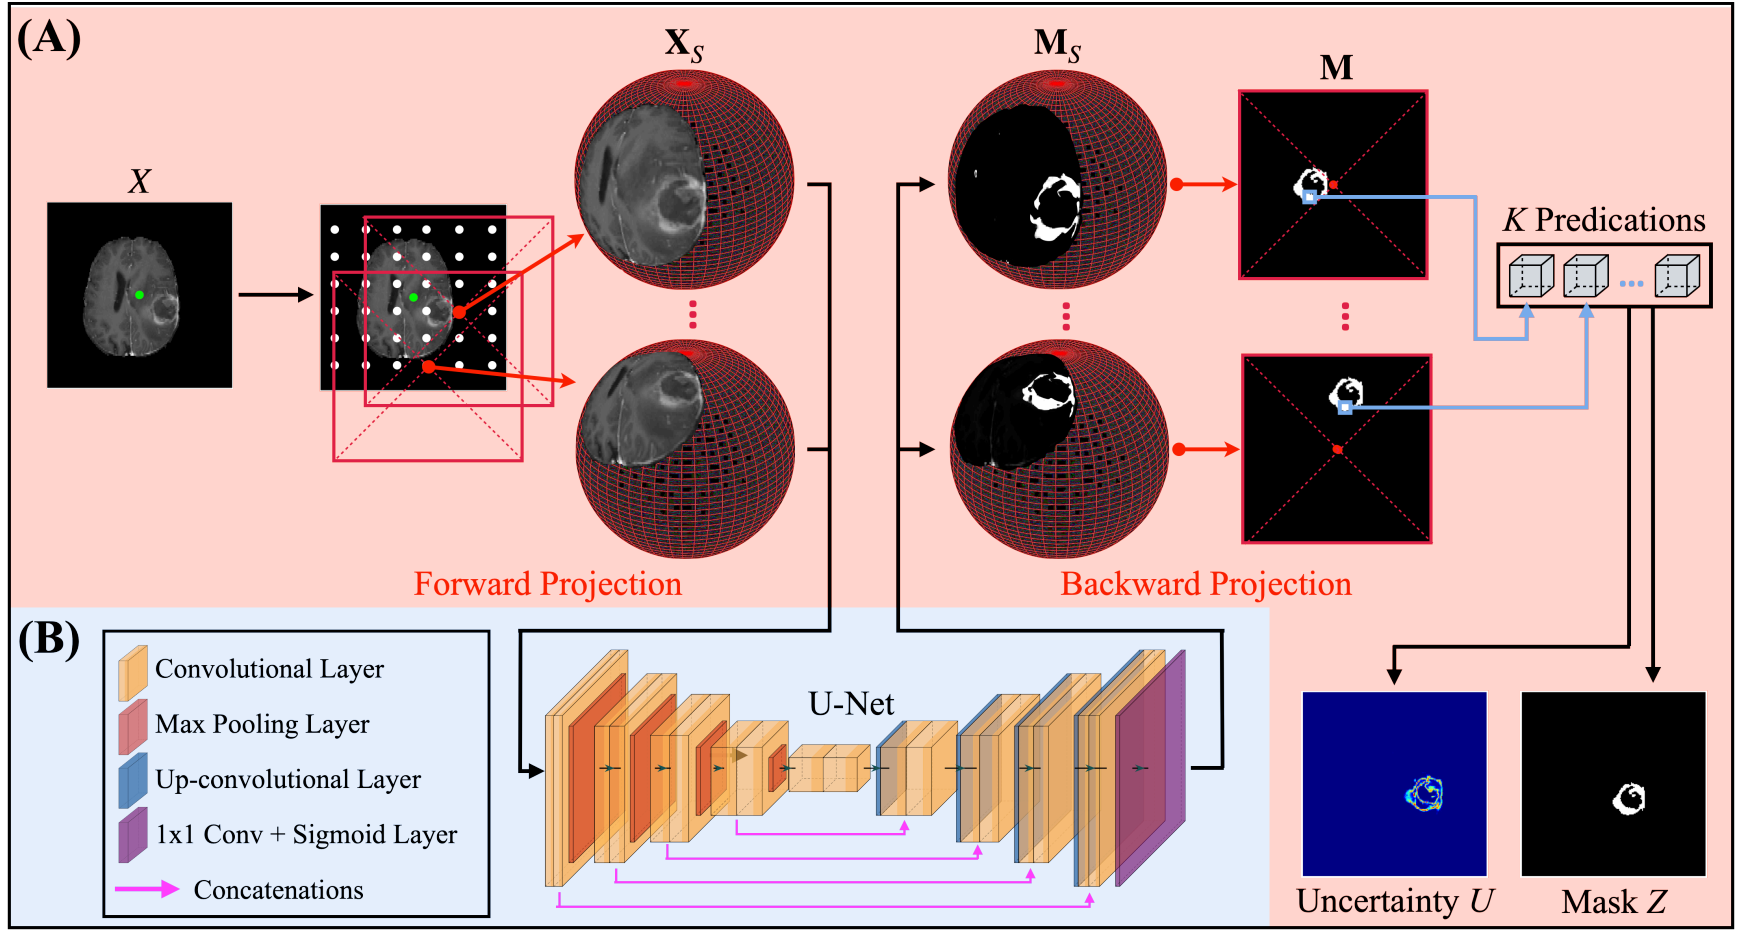 (A)
X
X_S
M_S
M
K Predications
Forward Projection
Backward Projection
(B)
Convolutional Layer
Max Pooling Layer
Up-convolutional Layer
1x1 Conv + Sigmoid Layer
Concatenations
U-Net
Uncertainty U
Mask Z